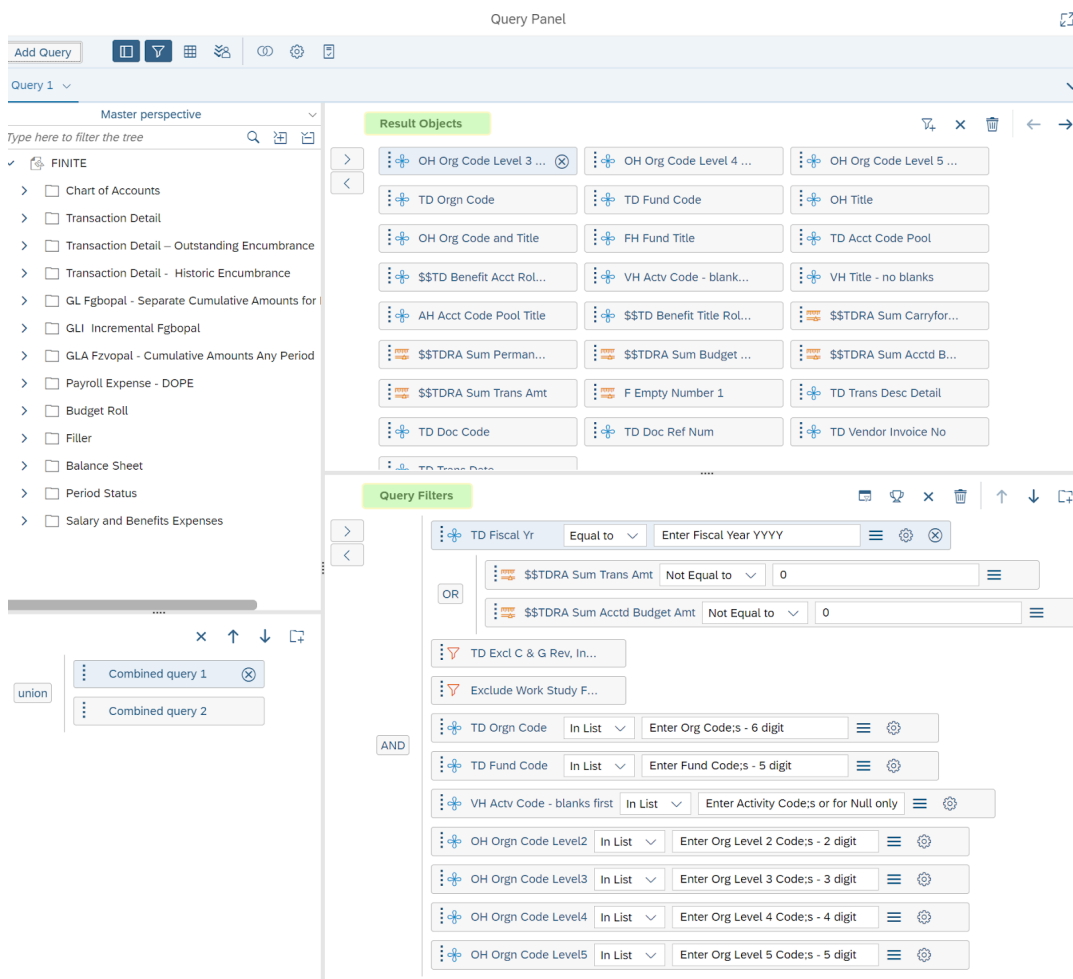 Query Panel
Add Query
Query 1
Master perspective
Type here to filter the tree
FINITE
Chart of Accounts
Transaction Detail
Transaction Detail – Outstanding Encumbrance
Transaction Detail - Historic Encumbrance
GL Fgbopal - Separate Cumulative Amounts for
GLI Incremental Fgbopal
GLA Fzvopal - Cumulative Amounts Any Period
Payroll Expense - DOPE
Budget Roll
Filler
Balance Sheet
Period Status
Salary and Benefits Expenses
union
Combined query 1
Combined query 2
Result Objects
OH Org Code Level 3 ... OH Org Code Level 4 ... OH Org Code Level 5 ...
TD Orgn Code TD Fund Code OH Title
OH Org Code and Title FH Fund Title TD Acct Code Pool
$$TD Benefit Acct Rol... VH Actv Code - blank... VH Title - no blanks
AH Acct Code Pool Title $$TD Benefit Title Rol... $$TDRA Sum Carryfor...
$$TDRA Sum Perman... $$TDRA Sum Budget ... $$TDRA Sum Acctd B...
$$TDRA Sum Trans Amt F Empty Number 1 TD Trans Desc Detail
TD Doc Code TD Doc Ref Num TD Vendor Invoice No
TD Trans Date
Query Filters
AND
TD Fiscal Yr Equal to Enter Fiscal Year YYYY
OR
$$TDRA Sum Trans Amt Not Equal to 0
$$TDRA Sum Acctd Budget Amt Not Equal to 0
TD Excl C & G Rev, In...
Exclude Work Study F...
TD Orgn Code In List Enter Org Code;s - 6 digit
TD Fund Code In List Enter Fund Code;s - 5 digit
VH Actv Code - blanks first In List Enter Activity Code;s or for Null only
OH Orgn Code Level2 In List Enter Org Level 2 Code;s - 2 digit
OH Orgn Code Level3 In List Enter Org Level 3 Code;s - 3 digit
OH Orgn Code Level4 In List Enter Org Level 4 Code;s - 4 digit
OH Orgn Code Level5 In List Enter Org Level 5 Code;s - 5 digit